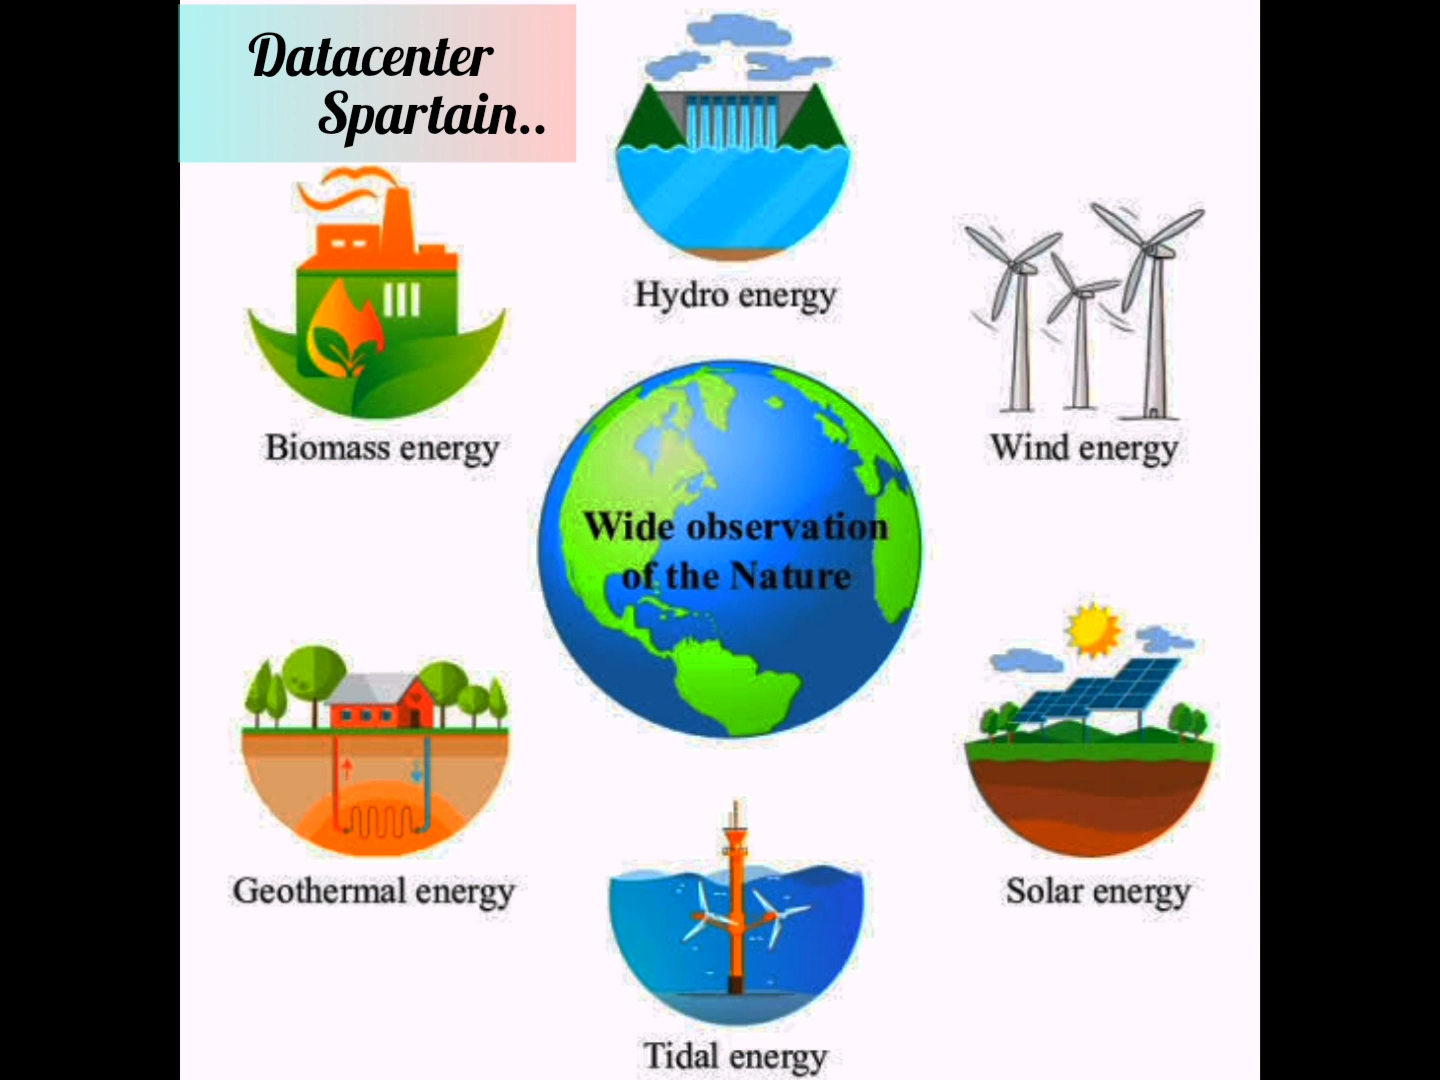 Datacenter
Spartain..
Hydro energy
Biomass energy
Wind energy
Wide observation
of the Nature
Geothermal energy
Solar energy
Tidal energy